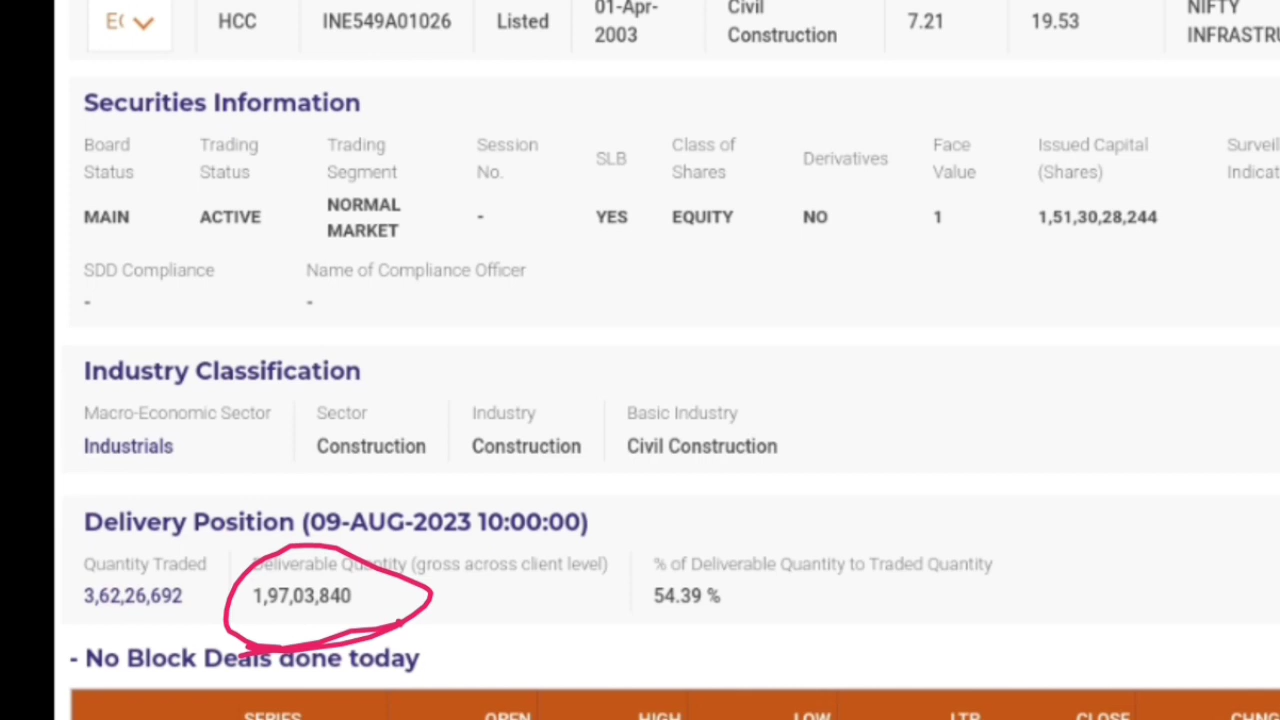 HCC INE549A01026 Listed 01-Apr-2003 Civil Construction 7.21 19.53 NIFTY
Securities Information
Board Status Trading Status Trading Segment Session No. SLB Class of Shares Derivatives Face Value Issued Capital (Shares)
MAIN ACTIVE NORMAL MARKET - YES EQUITY NO 1 1,51,30,28,244
SDD Compliance Name of Compliance Officer
- -
Industry Classification
Macro-Economic Sector Sector Industry Basic Industry
Industrials Construction Construction Civil Construction
Delivery Position (09-AUG-2023 10:00:00)
Quantity Traded Deliverable Quantity (gross across client level) % of Deliverable Quantity to Traded Quantity
3,62,26,692 1,97,03,840 54.39 %
- No Block Deals done today
SERIES OPEN HIGH LOW LTP CLOSE